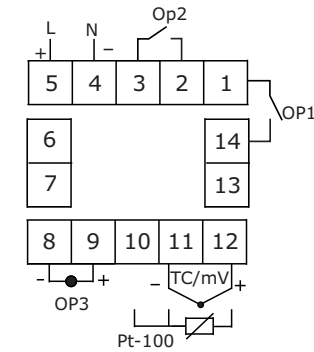 Op2
L N
+ –
5 4 3 2 1
OP1
6 14
7 13
8 9 10 11 12
– + – TC/mV +
OP3
Pt-100